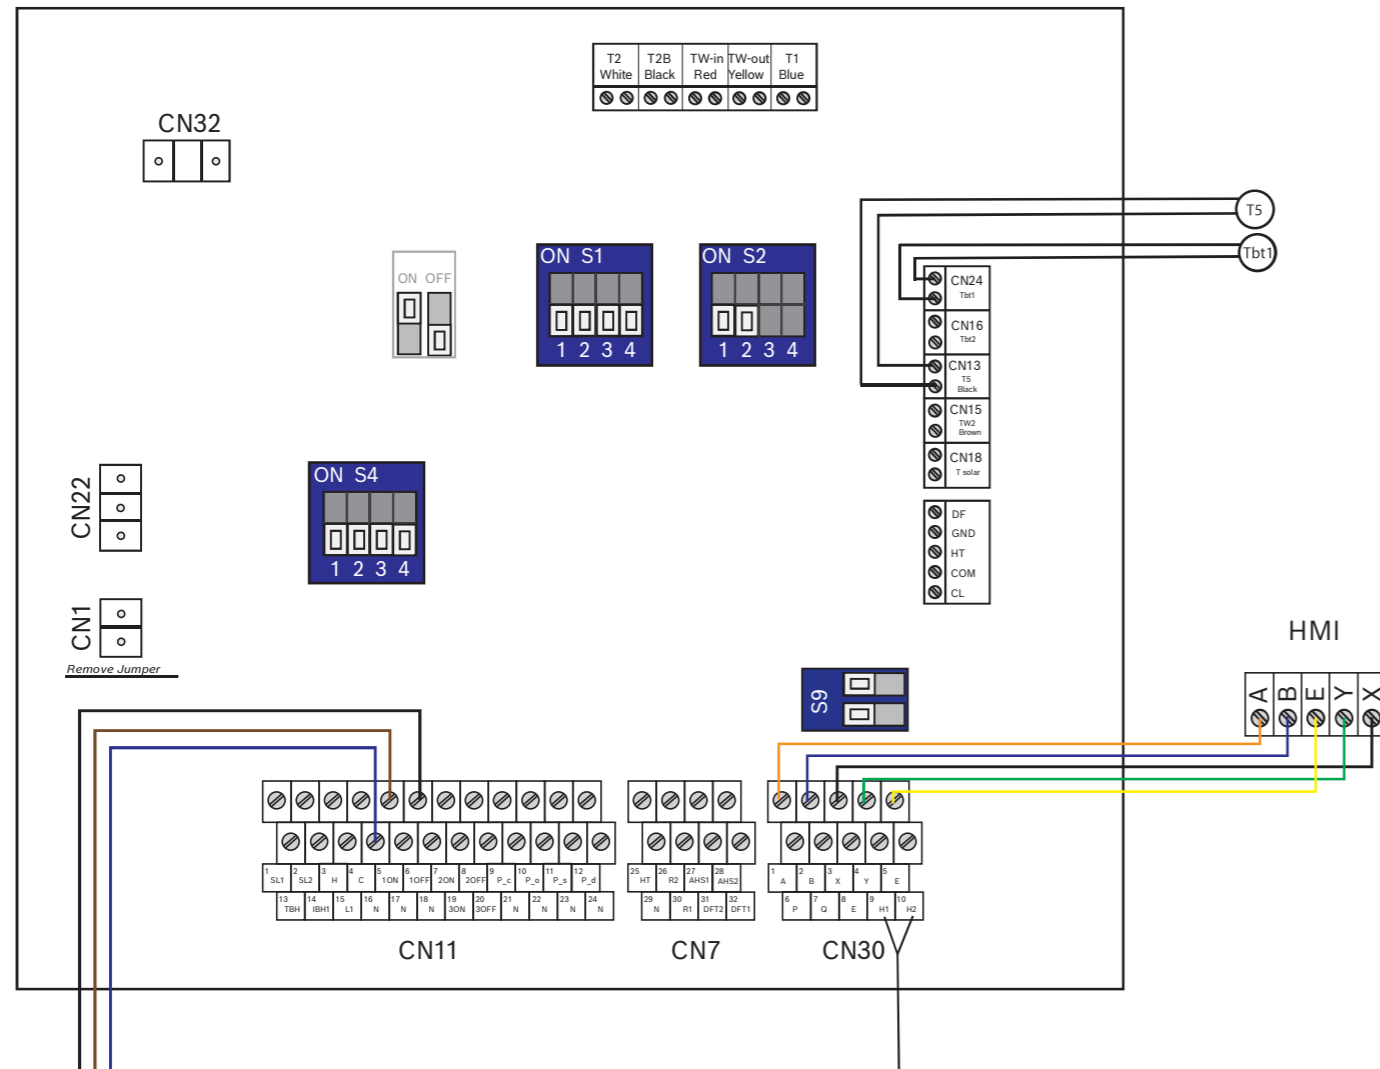 T2 T2B TW-in TW-out T1
White Black Red Yellow Blue
CN32
T5
Tbt1
ON OFF
ON S1
1 2 3 4
ON S2
1 2 3 4
CN24
Tbt1
CN16
Tbt2
CN13
T5
Black
CN15
TW2
Brown
CN18
T solar
CN22
ON S4
1 2 3 4
DF
GND
HT
COM
CL
CN1
Remove Jumper
HMI
A B E Y X
S9
1 2 3 4 5 6 7 8 9 10 11 12
SL1 SL2 H C 1ON 1OFF 2ON 2OFF P_c P_o P_s P_d
13 14 15 16 17 18 19 20 21 22 23 24
TBH IBH1 L1 N N N 3ON 3OFF N N N N
CN11
25 26 27 28
HT R2 AHS1 AHS2
29 30 31 32
N R1 DFT2 DFT1
CN7
1 2 3 4 5
A B X Y E
6 7 8 9 10
P Q E H1 H2
CN30